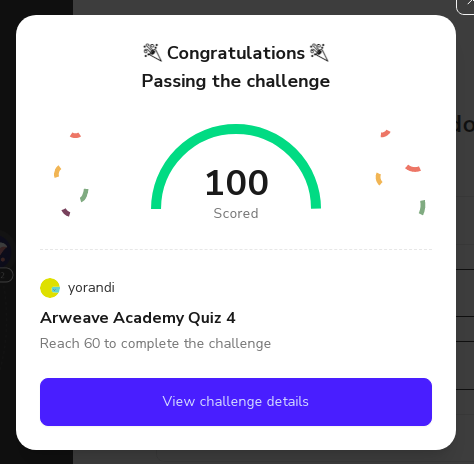 Congratulations
Passing the challenge
100
Scored
yorandi
Arweave Academy Quiz 4
Reach 60 to complete the challenge
View challenge details